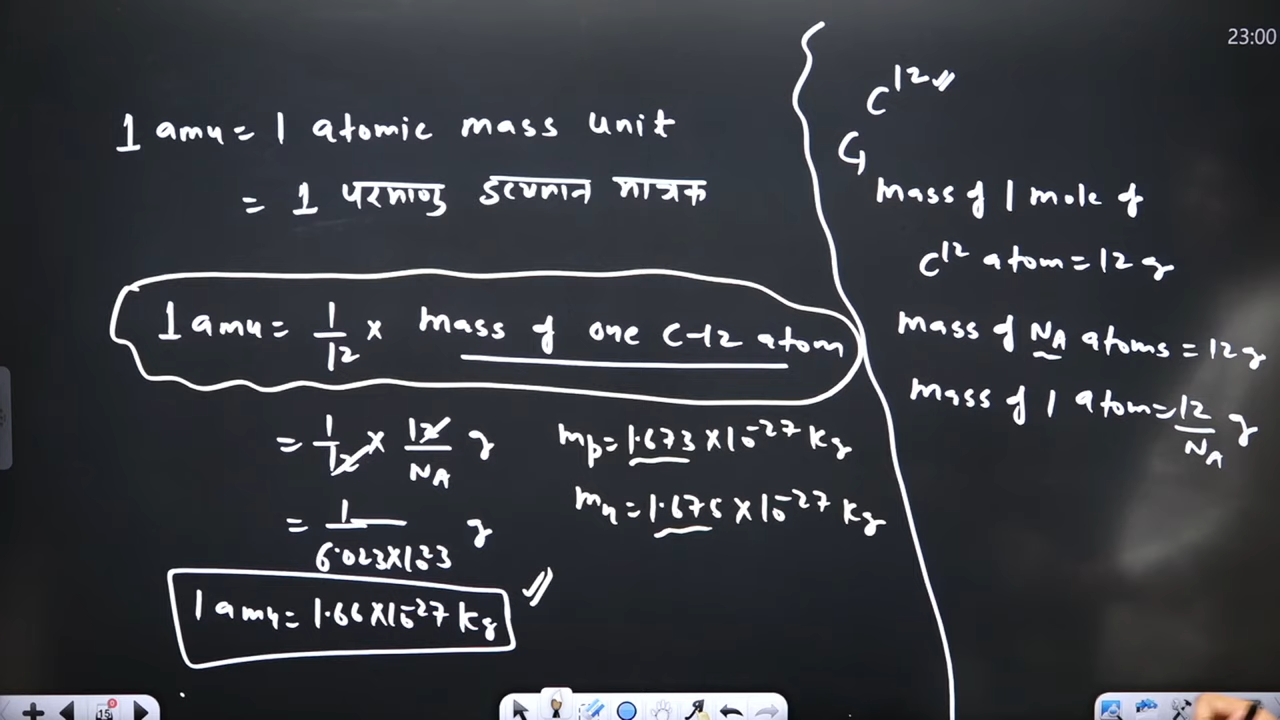 23:00
1 amu = 1 atomic mass unit
= 1 परमाणु द्रव्यमान मात्रक
1 amu = 1/12 × mass of one C-12 atom
= 1/12 × 12/NA g
= 1/6.023×10^23 g
1 amu = 1.66×10^-27 kg
mp = 1.673×10^-27 kg
mn = 1.675×10^-27 kg
C^12
mass of 1 mole of
C^12 atom = 12 g
mass of NA atoms = 12 g
mass of 1 atom = 12/NA g
15